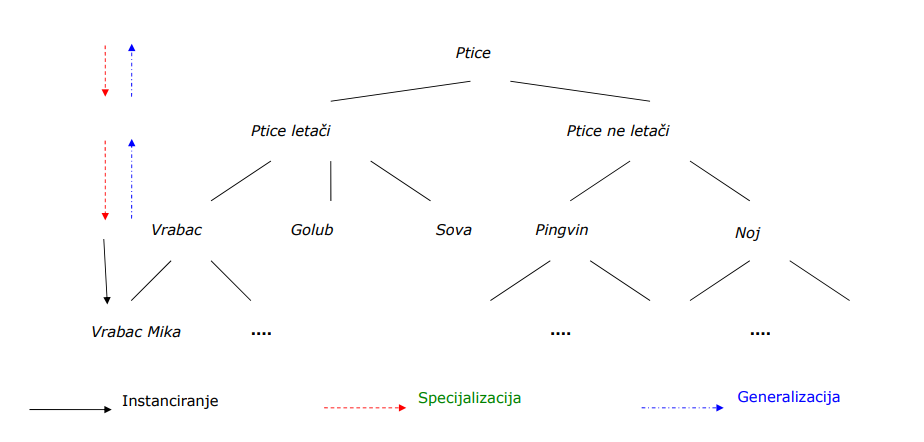 Ptice
Ptice letači
Ptice ne letači
Vrabac
Golub
Sova
Pingvin
Noj
Vrabac Mika
....
....
....
Instanciranje
Specijalizacija
Generalizacija